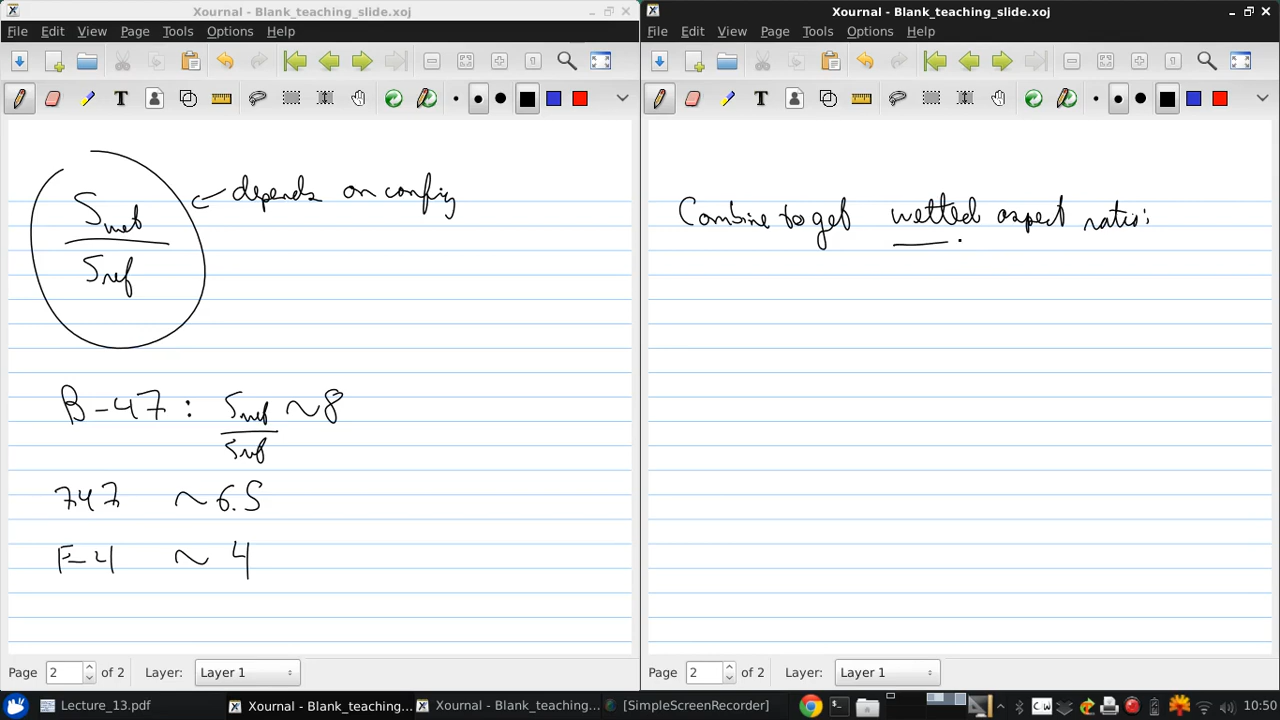 Xournal - Blank_teaching_slide.xoj
File Edit View Page Tools Options Help
Swet
Sref
depends on config
B-47 : Swet ~8
Sref
747 ~6.5
F-4 ~ 4
Page 2 of 2 Layer: Layer 1
Xournal - Blank_teaching_slide.xoj
File Edit View Page Tools Options Help
Combine to get wetted aspect ratio:
Page 2 of 2 Layer: Layer 1
Lecture_13.pdf
Xournal - Blank_teaching_slide....
Xournal - Blank_teaching_slide....
[SimpleScreenRecorder]
10:50